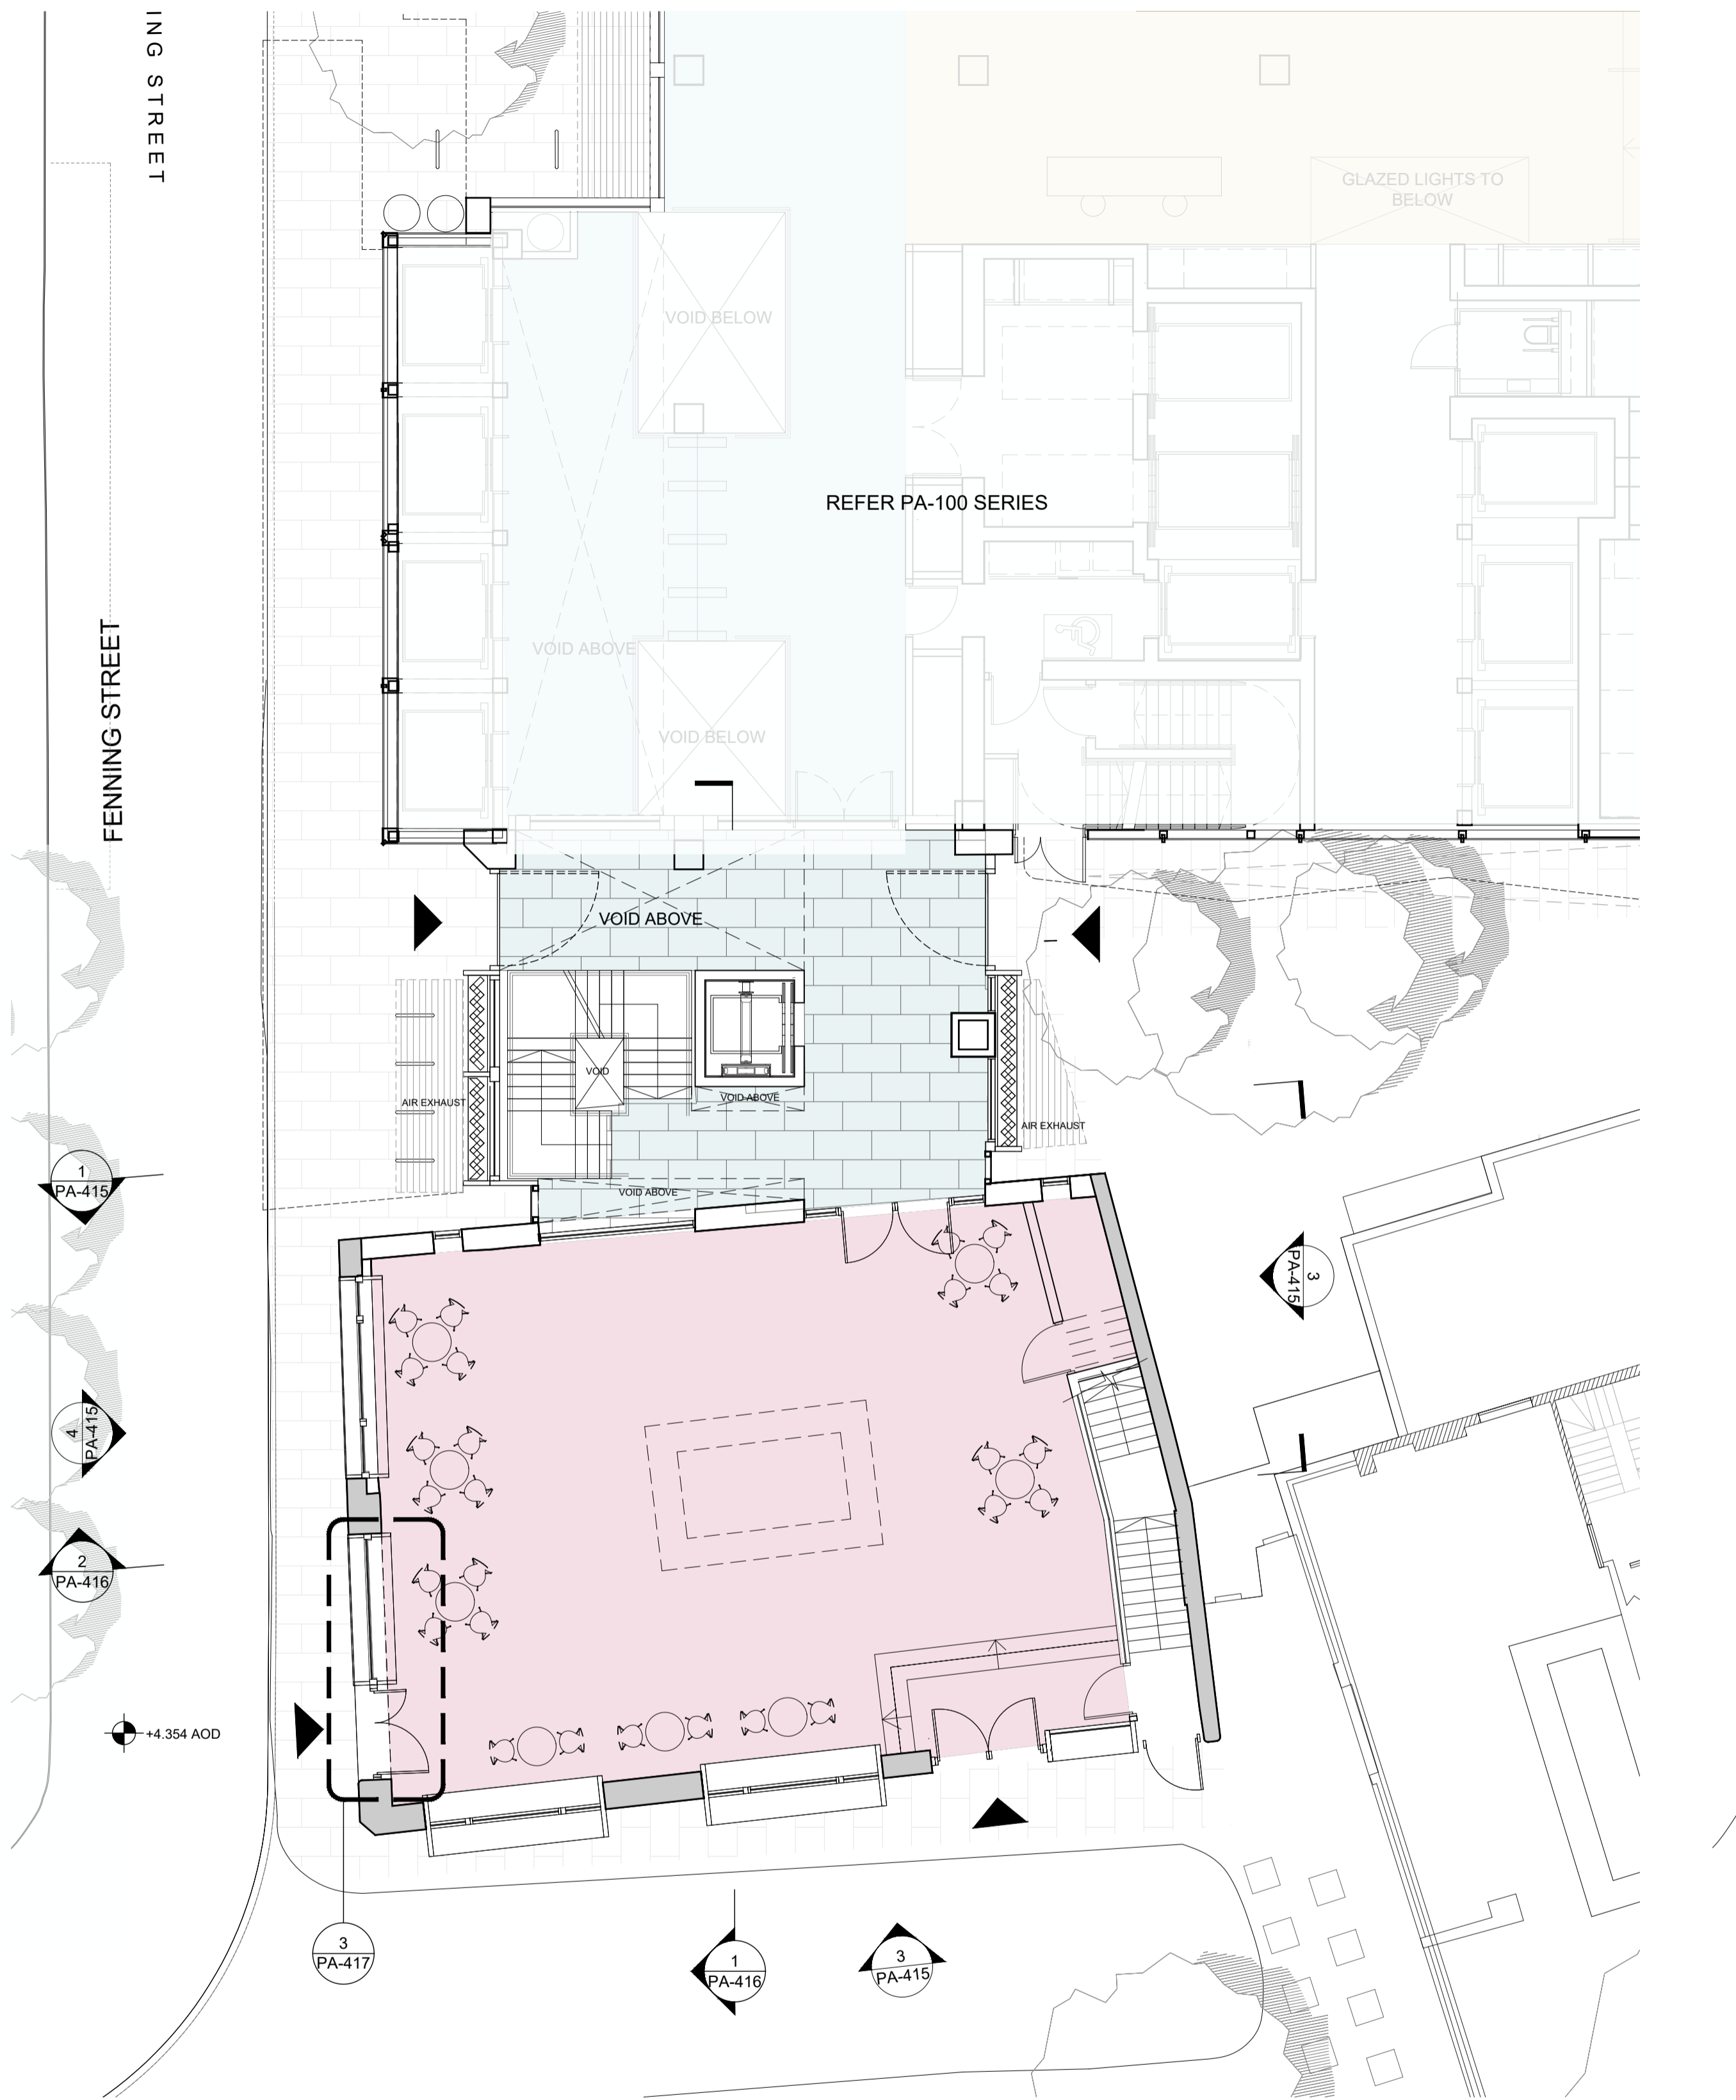 ING STREET
GLAZED LIGHTS TO
BELOW
VOID BELOW
REFER PA-100 SERIES
VOID ABOVE
FENNING STREET
VOID BELOW
VOID ABOVE
VOID
AIR EXHAUST
VOID ABOVE
AIR EXHAUST
1
PA-415
VOID ABOVE
3
PA-415
4
PA-415
2
PA-416
+4.354 AOD
3
PA-417
1
PA-416
3
PA-415